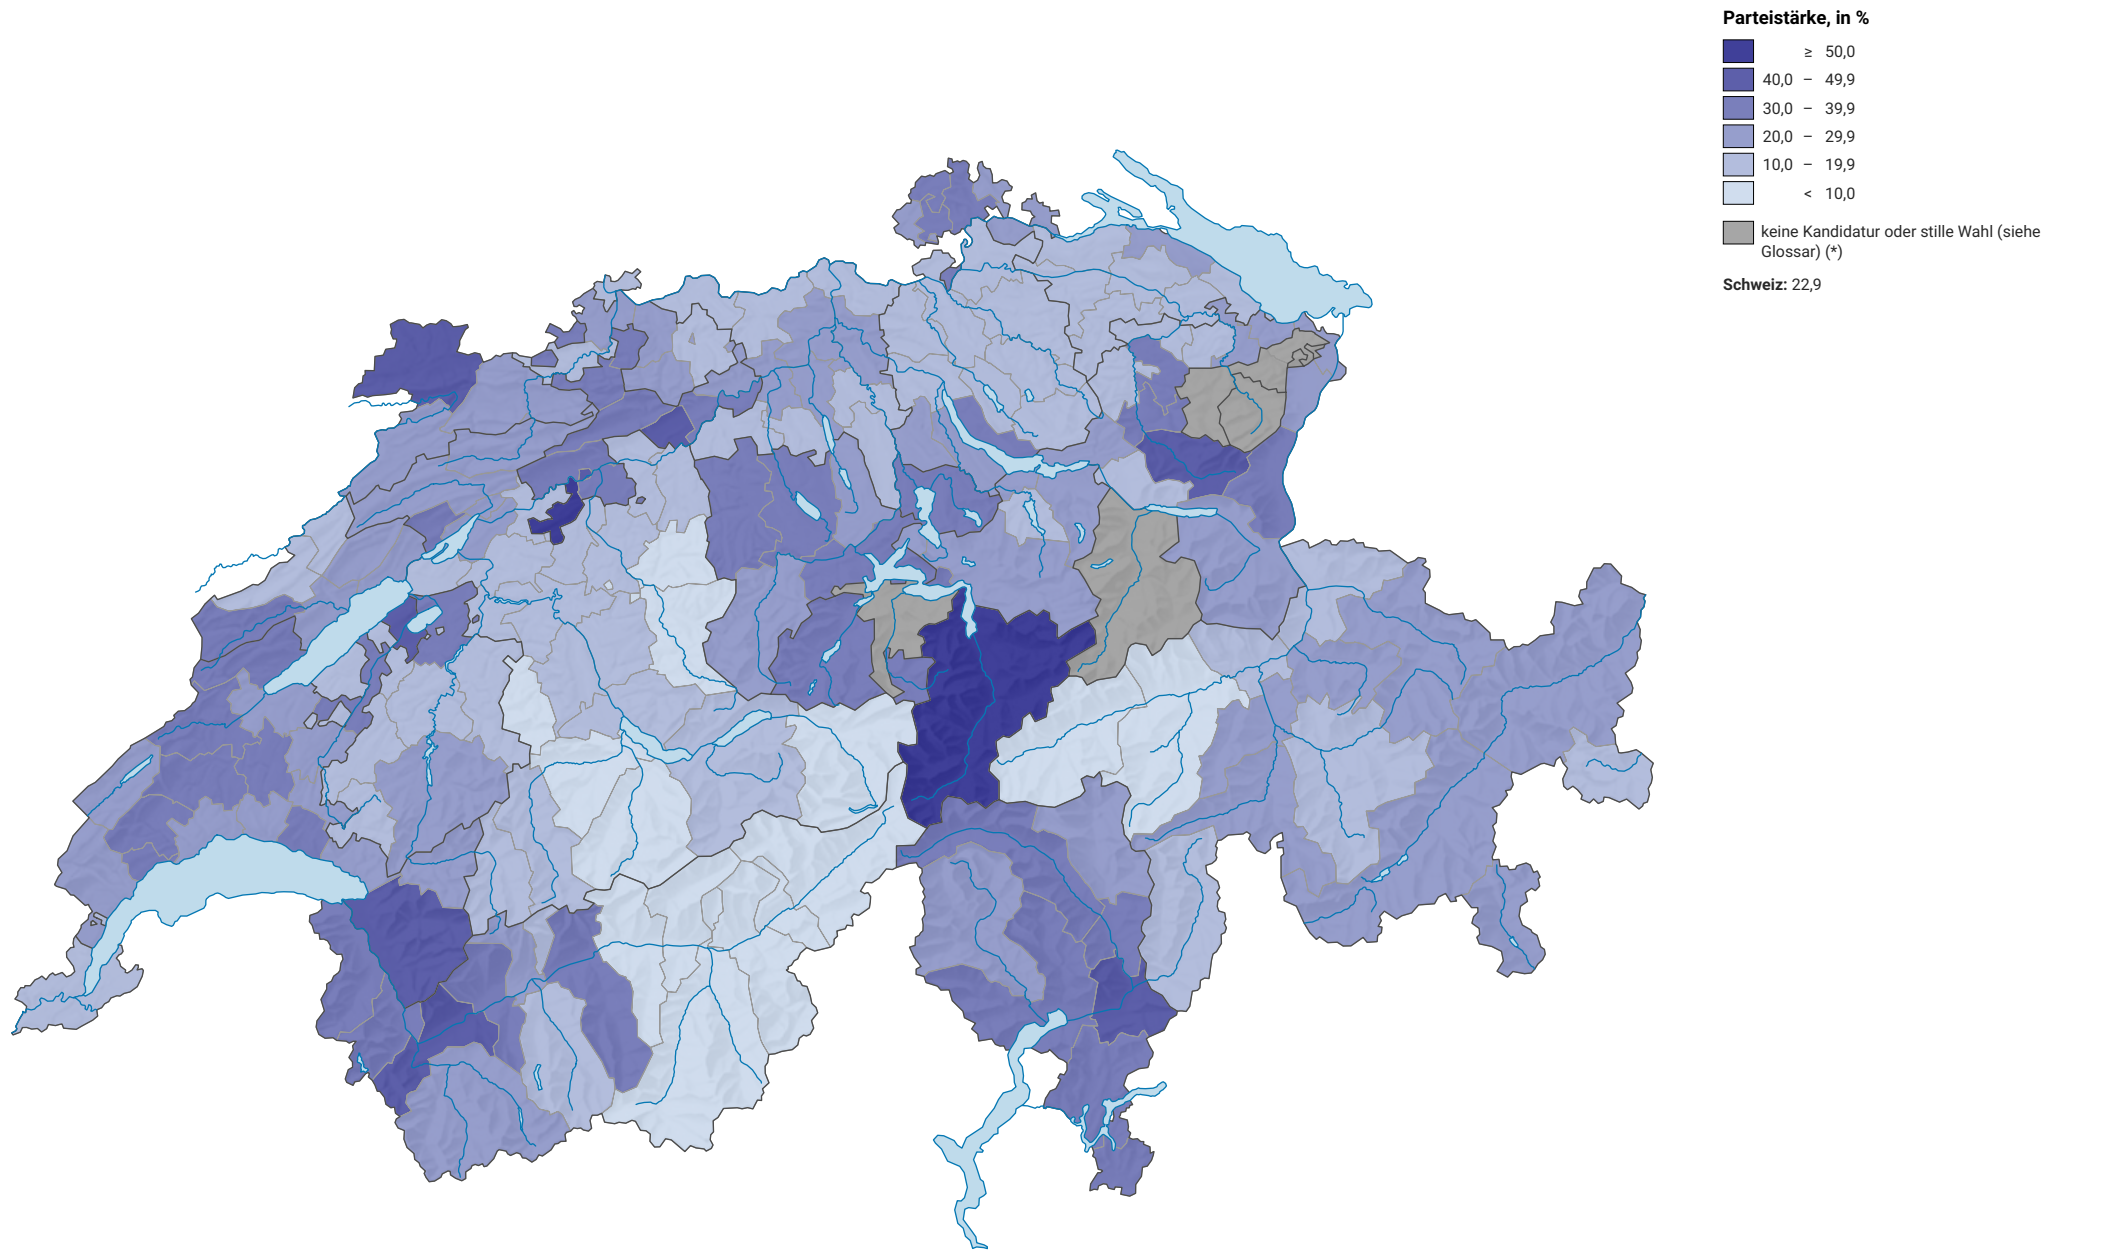 Parteistärke, in %
≥ 50,0
40,0 – 49,9
30,0 – 39,9
20,0 – 29,9
10,0 – 19,9
< 10,0
keine Kandidatur oder stille Wahl (siehe
Glossar) (*)
Schweiz: 22,9